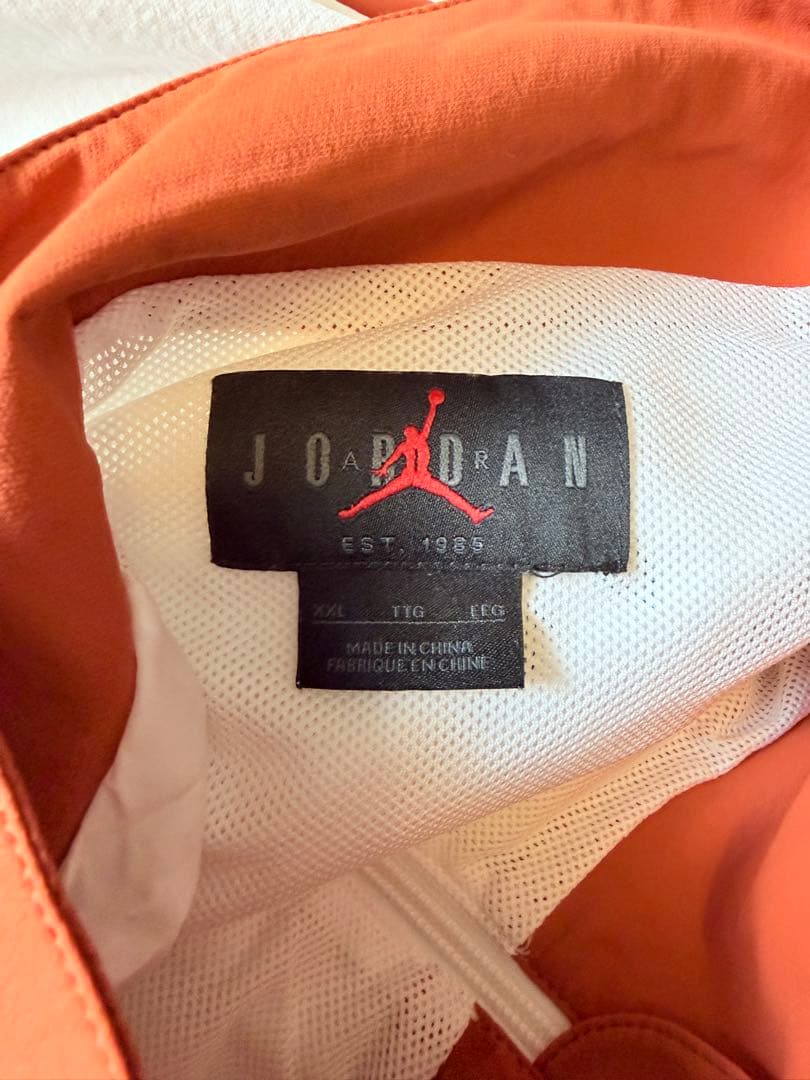 JORDAN
AIR
EST. 1985
XXL TTG EEG
MADE IN CHINA
FABRIQUE EN CHINE